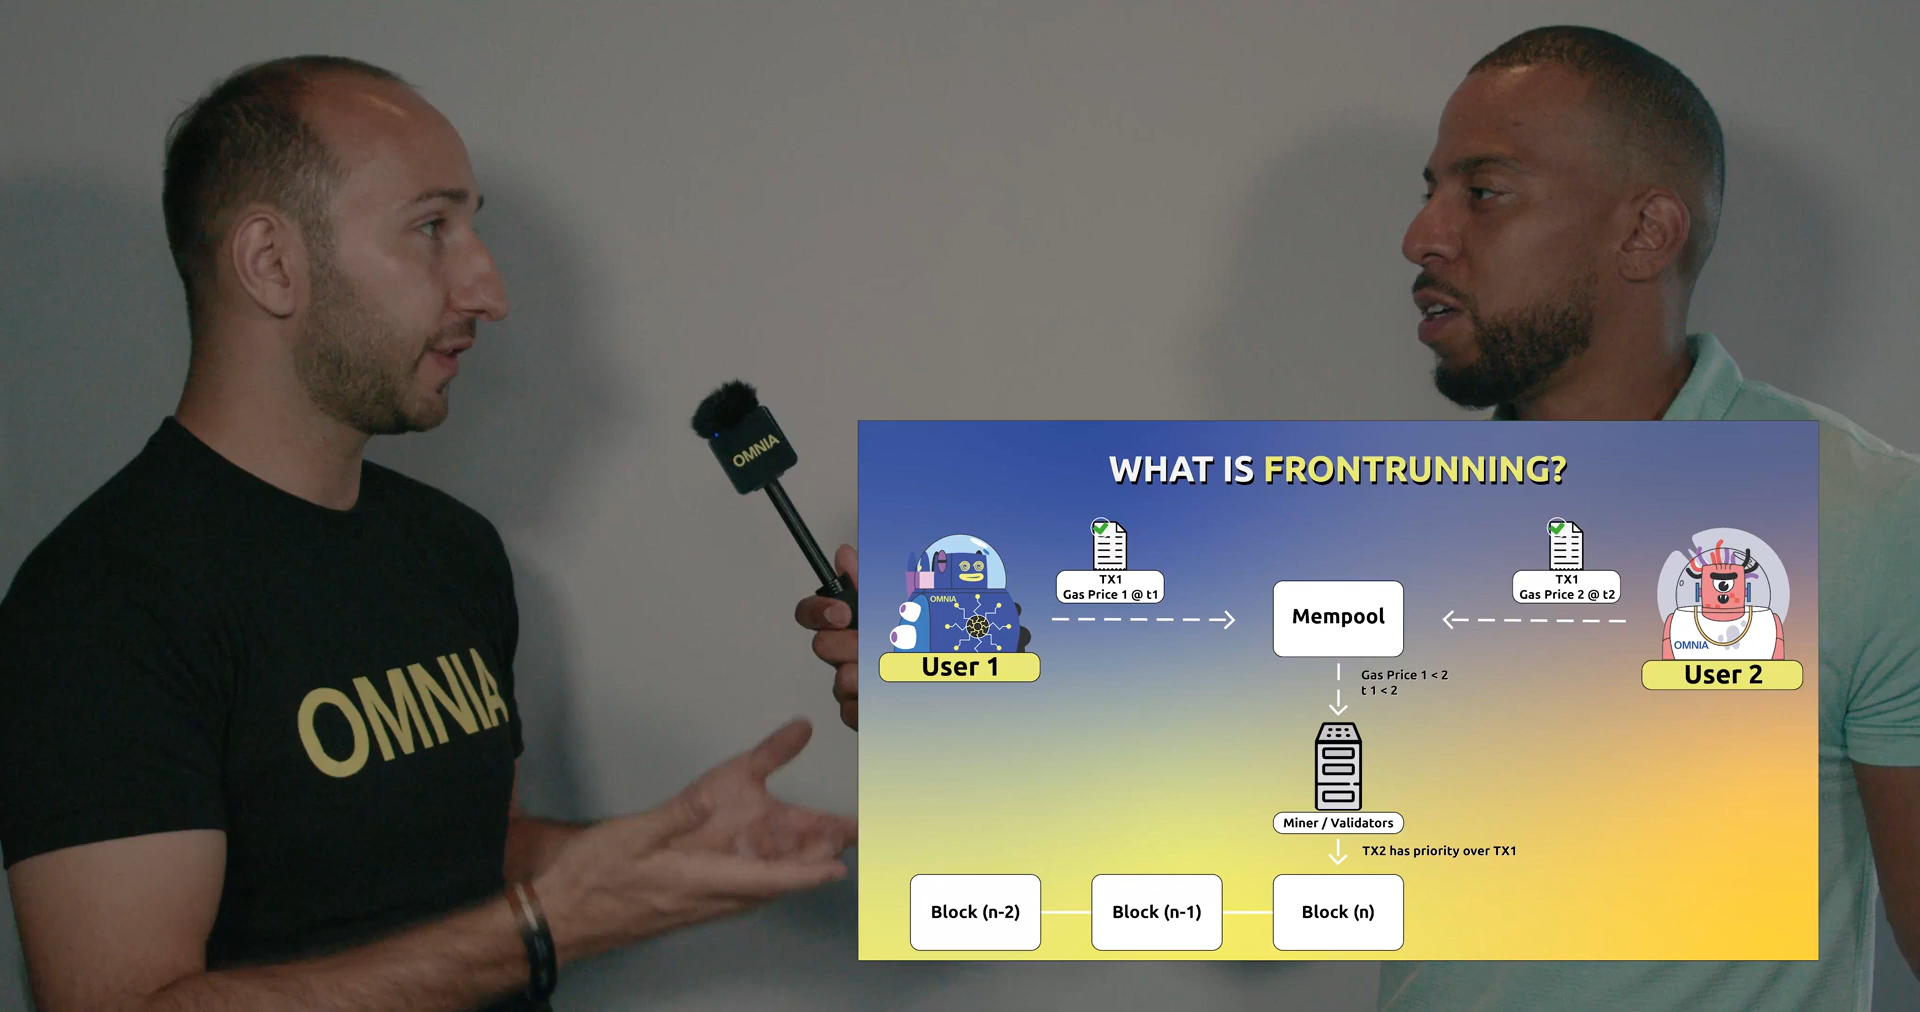 OMNIA
OMNIA
WHAT IS FRONTRUNNING?
TX1
Gas Price 1 @ t1
TX1
Gas Price 2 @ t2
OMNIA
User 1
Mempool
OMNIA
User 2
Gas Price 1 < 2
t 1 < 2
Miner / Validators
TX2 has priority over TX1
Block (n-2)
Block (n-1)
Block (n)